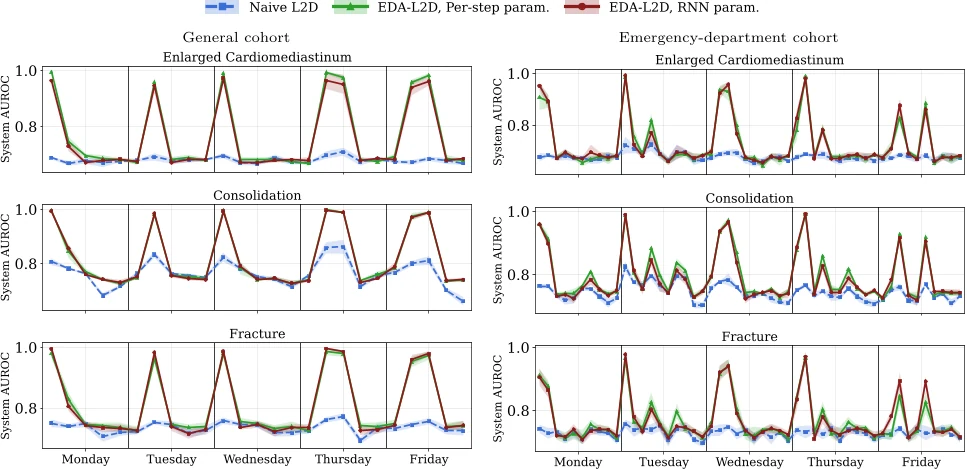 Naive L2D EDA-L2D, Per-step param. EDA-L2D, RNN param.
General cohort
Enlarged Cardiomediastinum
System AUROC
1.0
0.8
Consolidation
System AUROC
1.0
0.8
Fracture
System AUROC
1.0
0.8
Monday Tuesday Wednesday Thursday Friday
Emergency-department cohort
Enlarged Cardiomediastinum
System AUROC
1.0
0.8
Consolidation
System AUROC
1.0
0.8
Fracture
System AUROC
1.0
0.8
Monday Tuesday Wednesday Thursday Friday